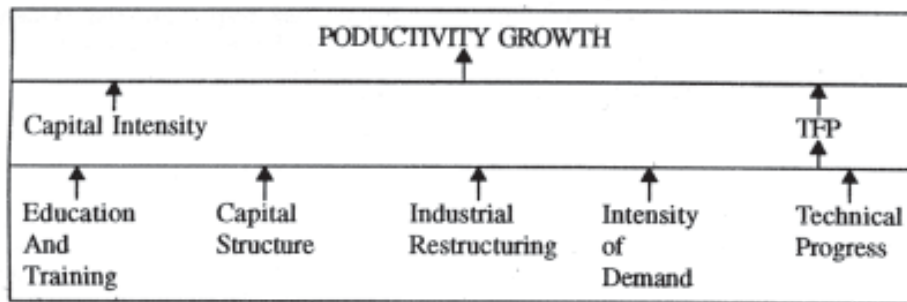 PODUCTIVITY GROWTH
Capital Intensity TFP
Education Capital Industrial Intensity Technical
And Structure Restructuring of Progress
Training Demand